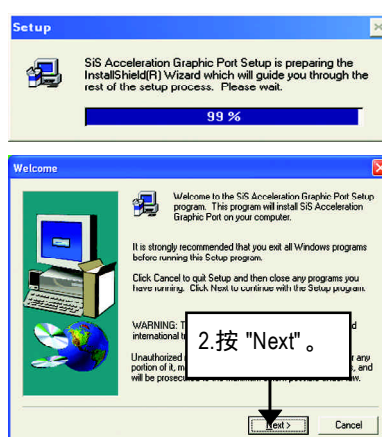 Setup
SiS Acceleration Graphic Port Setup is preparing the
InstallShield(R) Wizard which will guide you through the
rest of the setup process. Please wait.
99 %
Welcome
Welcome to the SiS Acceleration Graphic Port Setup
program. This program will install SiS Acceleration
Graphic Port on your computer.
It is strongly recommended that you exit all Windows programs
before running this Setup program.
Click Cancel to quit Setup and then close any programs you
have running. Click Next to continue with the Setup program.
WARNING: T
international t
Unauthorized any
portion of it, m , and
will be prosec
2.按 "Next" 。
Next > Cancel